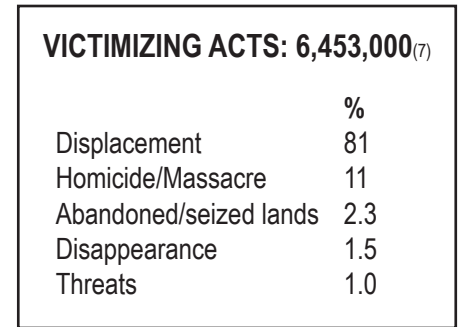 VICTIMIZING ACTS: 6,453,000(7)
%
Displacement 81
Homicide/Massacre 11
Abandoned/seized lands 2.3
Disappearance 1.5
Threats 1.0